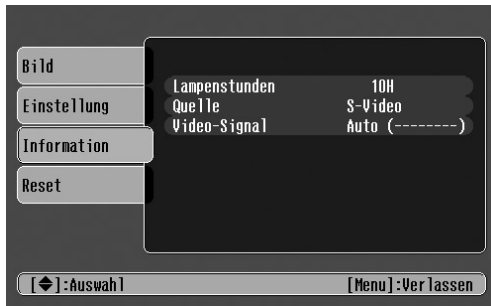 Bild
Einstellung
Information
Reset
Lampenstunden 10H
Quelle S-Video
Video-Signal Auto (--------)
[◆]:Auswahl [Menu]:Verlassen